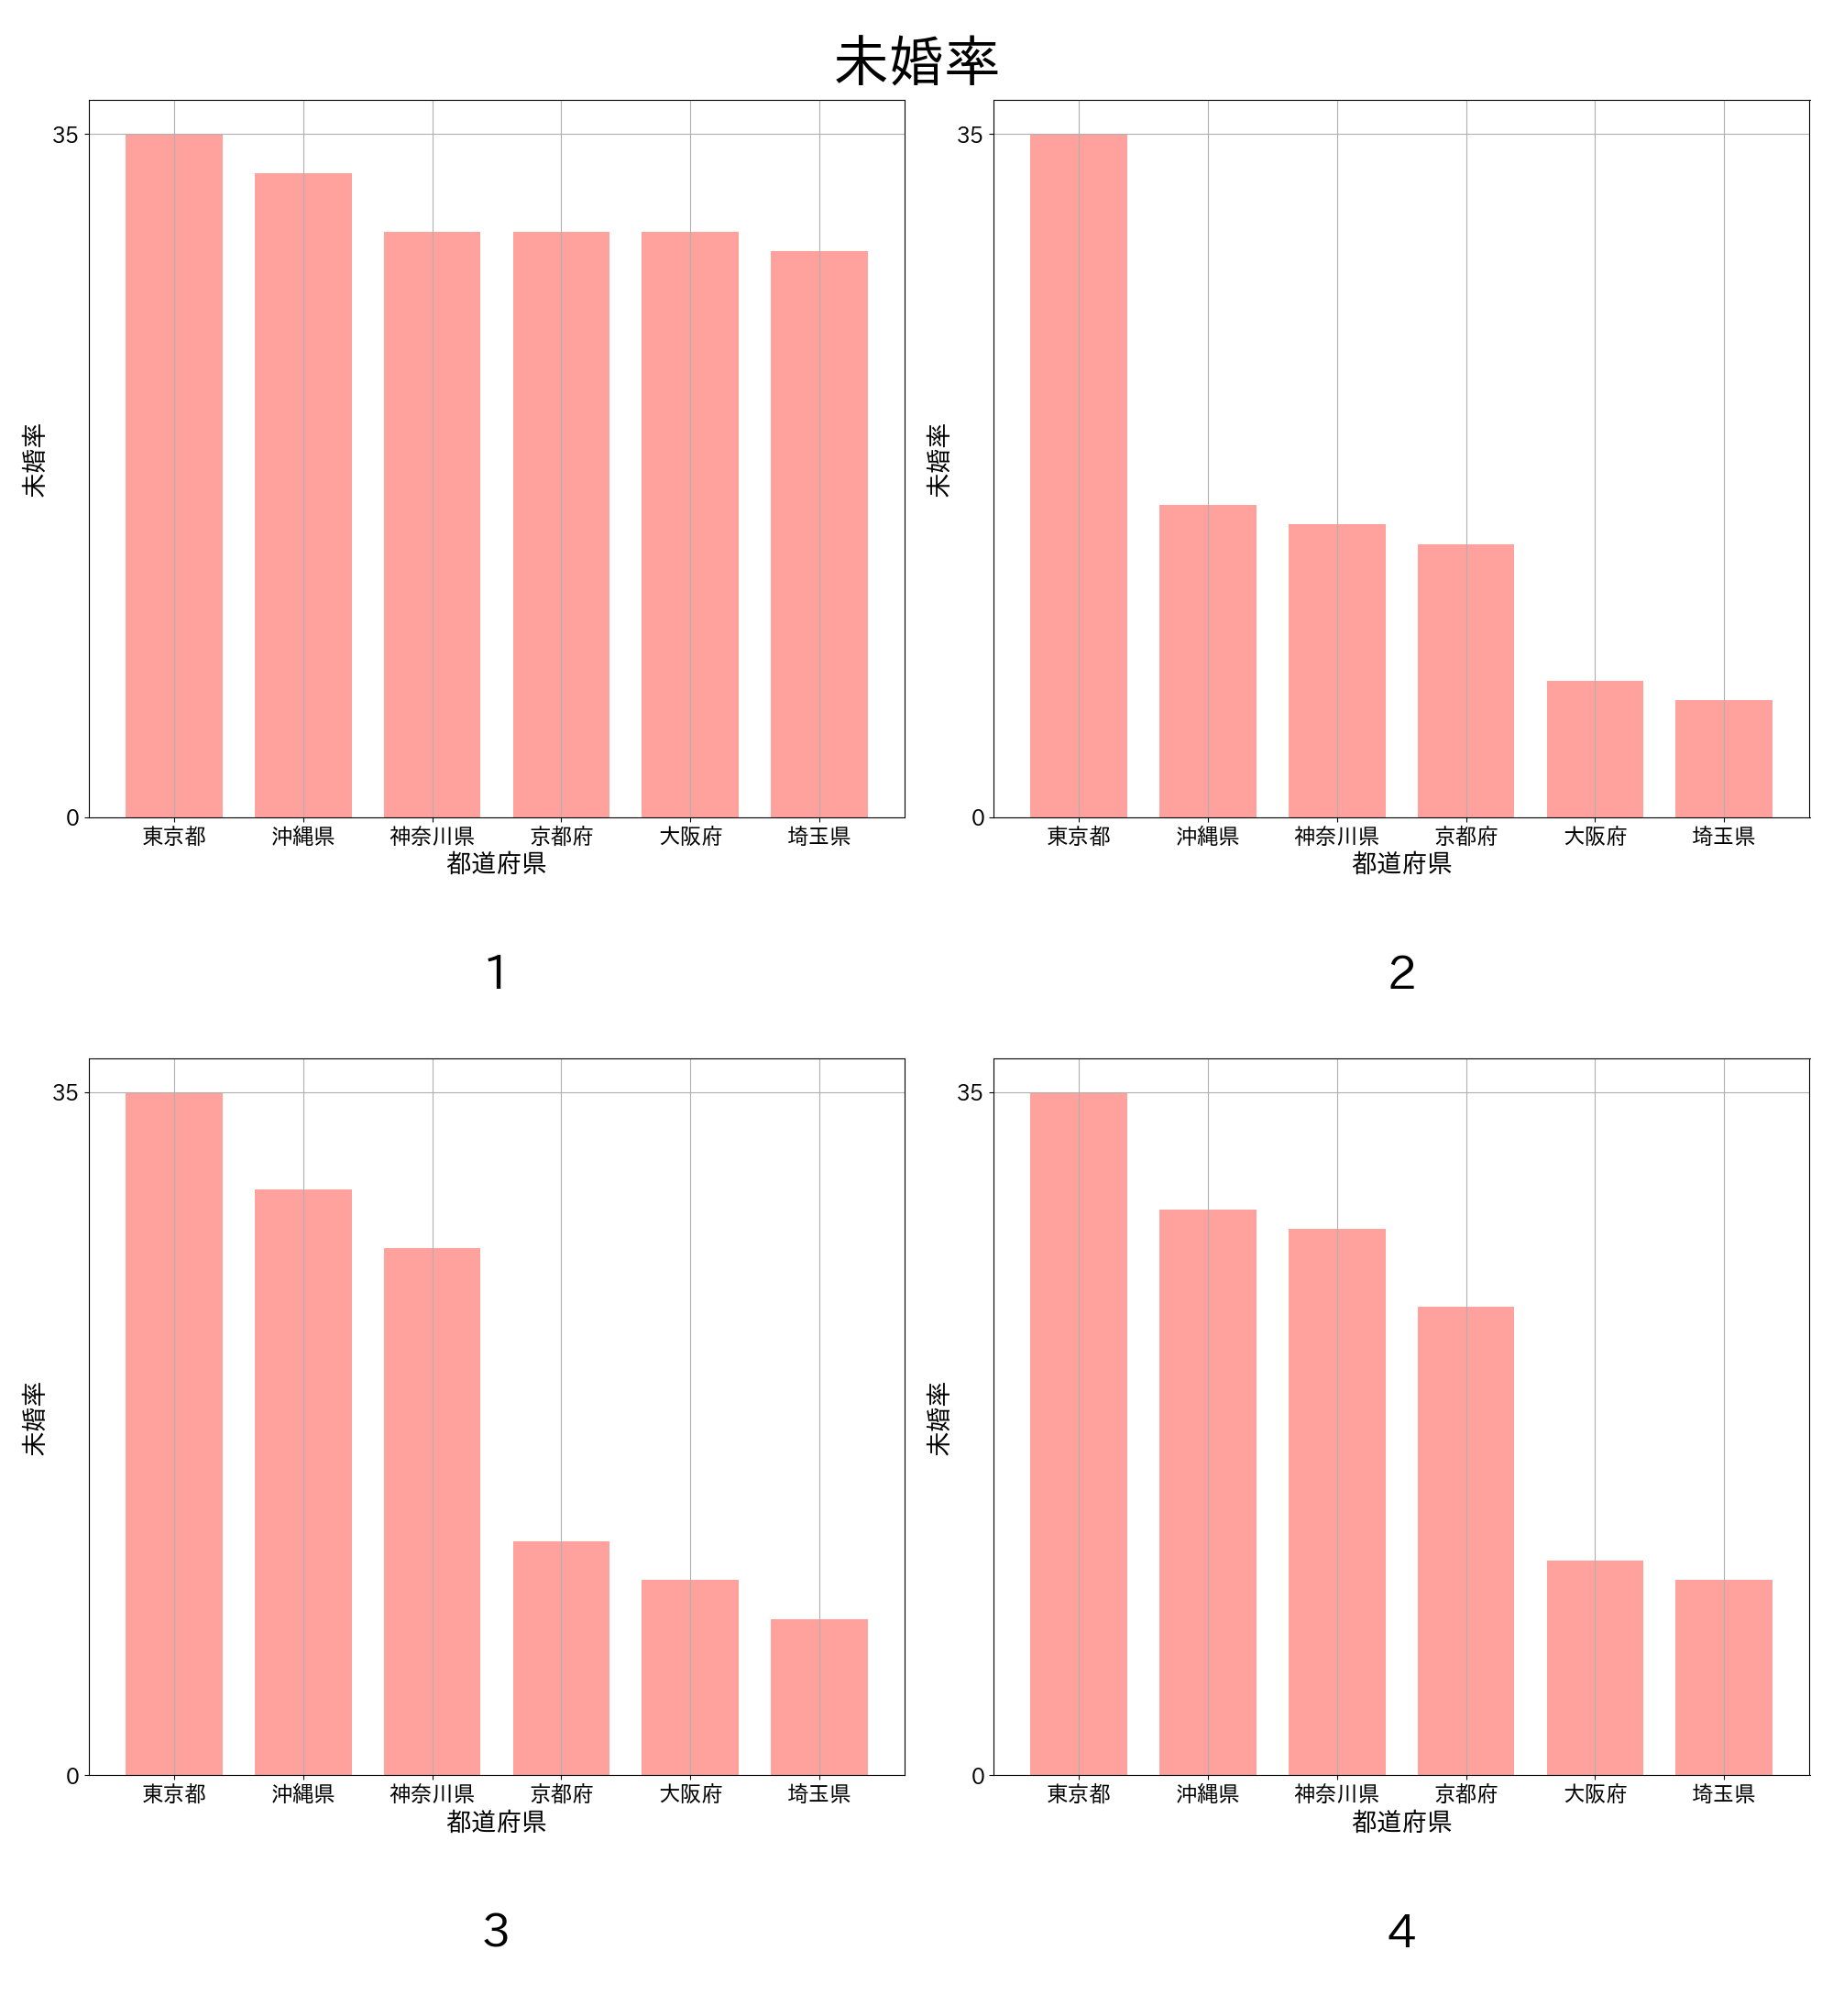 未婚率
35
0
未婚率
東京都 沖縄県 神奈川県 京都府 大阪府 埼玉県
都道府県
1
35
0
未婚率
東京都 沖縄県 神奈川県 京都府 大阪府 埼玉県
都道府県
2
35
0
未婚率
東京都 沖縄県 神奈川県 京都府 大阪府 埼玉県
都道府県
3
35
0
未婚率
東京都 沖縄県 神奈川県 京都府 大阪府 埼玉県
都道府県
4